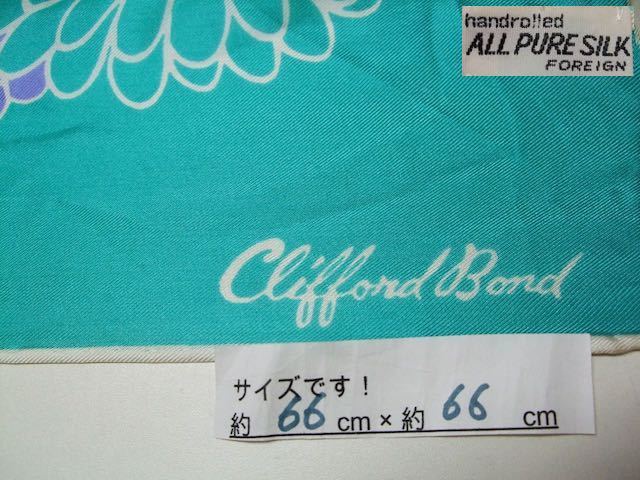 handrolled
ALL PURE SILK
FOREIGN
Clifford Bond
サイズです!
約 66 cm × 約 66 cm